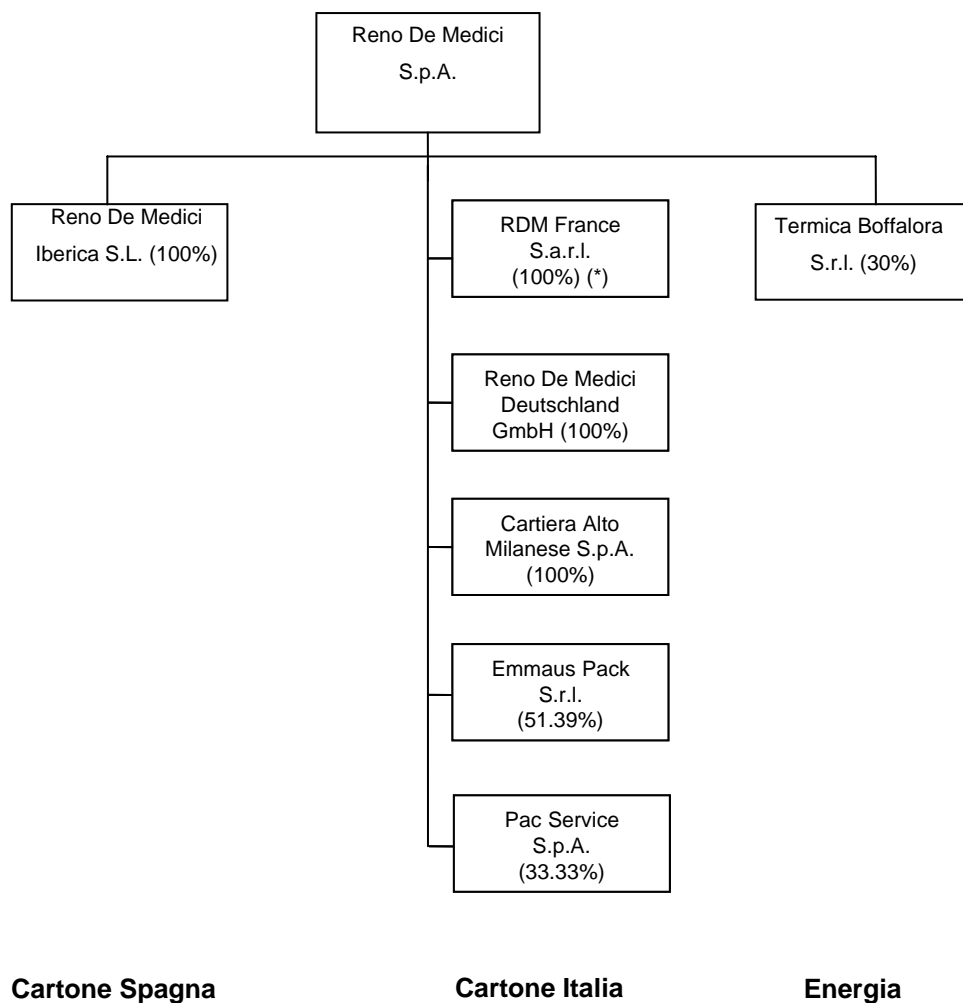 Reno De Medici
S.p.A.
Reno De Medici
Iberica S.L. (100%)
RDM France
S.a.r.l.
(100%) (*)
Termica Boffalora
S.r.l. (30%)
Reno De Medici
Deutschland
GmbH (100%)
Cartiera Alto
Milanese S.p.A.
(100%)
Emmaus Pack
S.r.l.
(51.39%)
Pac Service
S.p.A.
(33.33%)
Cartone Spagna
Cartone Italia
Energia